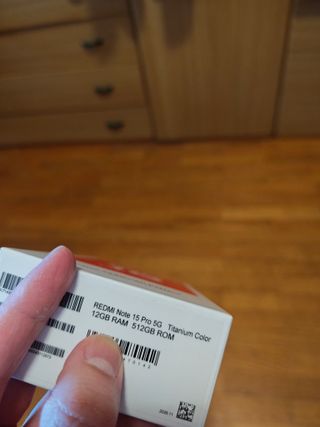 REDMI Note 15 Pro 5G Titanium Color
12GB RAM 512GB ROM